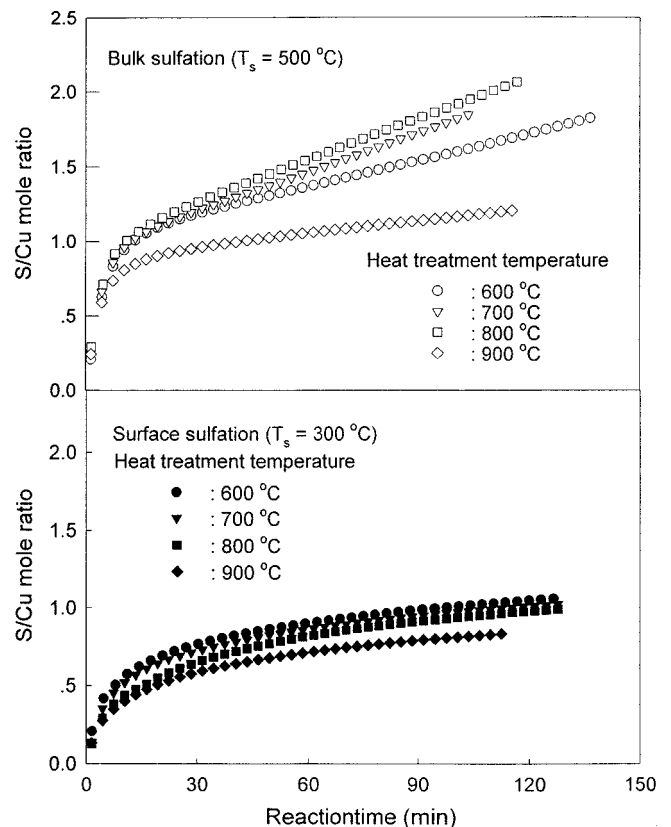 2.5
Bulk sulfation (Ts = 500 °C)
2.0
1.5
S/Cu mole ratio
1.0
Heat treatment temperature
: 600 °C
.5
: 700 °C
: 800 °C
: 900 °C
0.0
Surface sulfation (Ts = 300 °C)
2.0
Heat treatment temperature
: 600 °C
: 700 °C
1.5
: 800 °C
: 900 °C
S/Cu mole ratio
1.0
.5
0.0
0 30 60 90 120 150
Reactiontime (min)